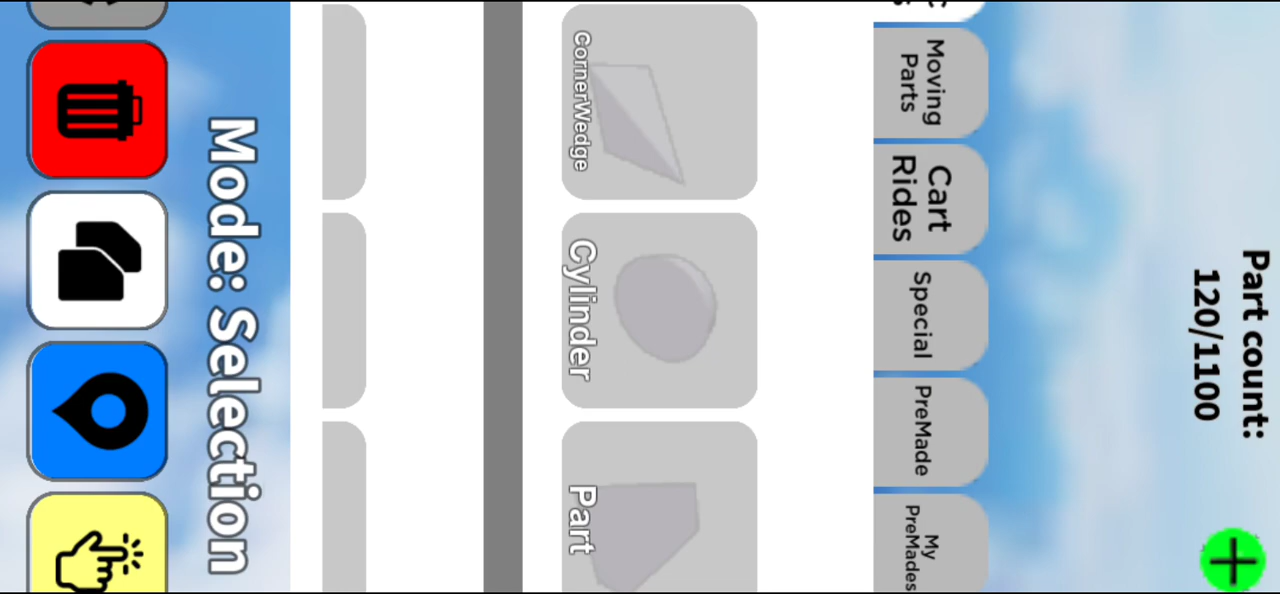 Part count:
120/1100
Moving
Parts
Cart
Rides
Special
PreMade
My
PreMades
CornerWedge
Cylinder
Part
Mode: Selection